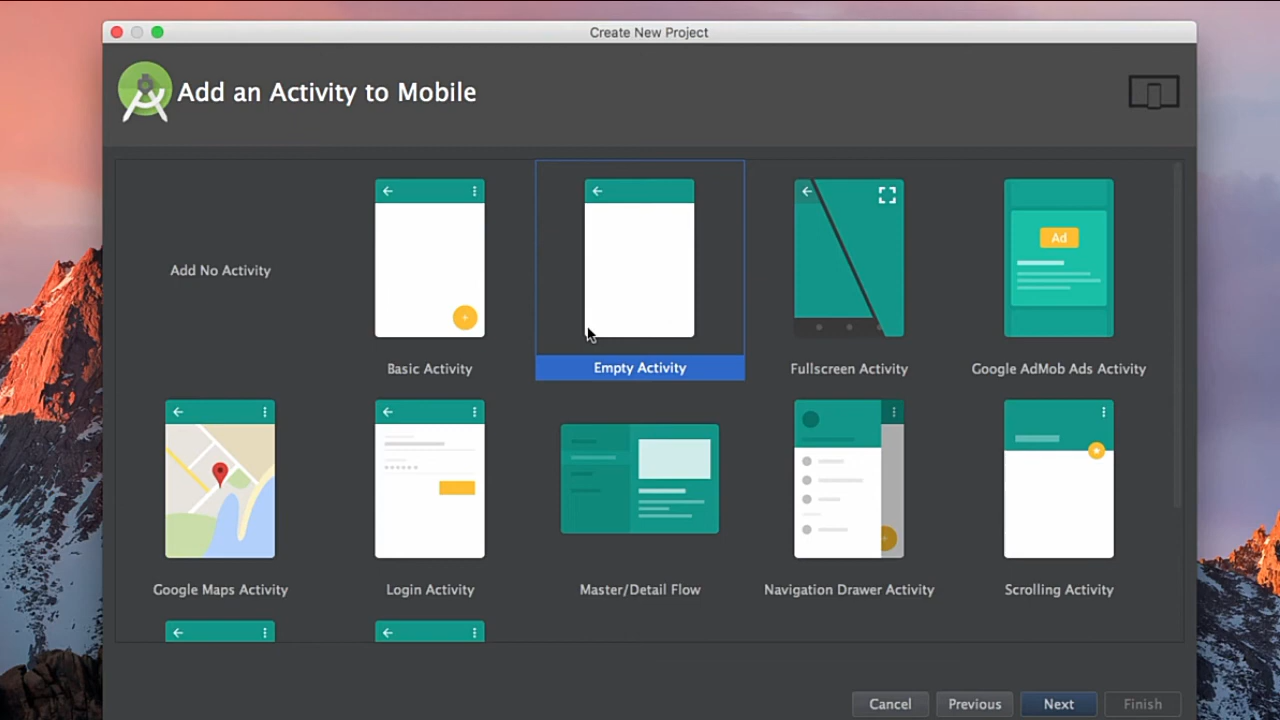 Create New Project
Add an Activity to Mobile
Add No Activity
Basic Activity
Empty Activity
Fullscreen Activity
Ad
Google AdMob Ads Activity
Google Maps Activity
Login Activity
Master/Detail Flow
Navigation Drawer Activity
Scrolling Activity
Cancel
Previous
Next
Finish